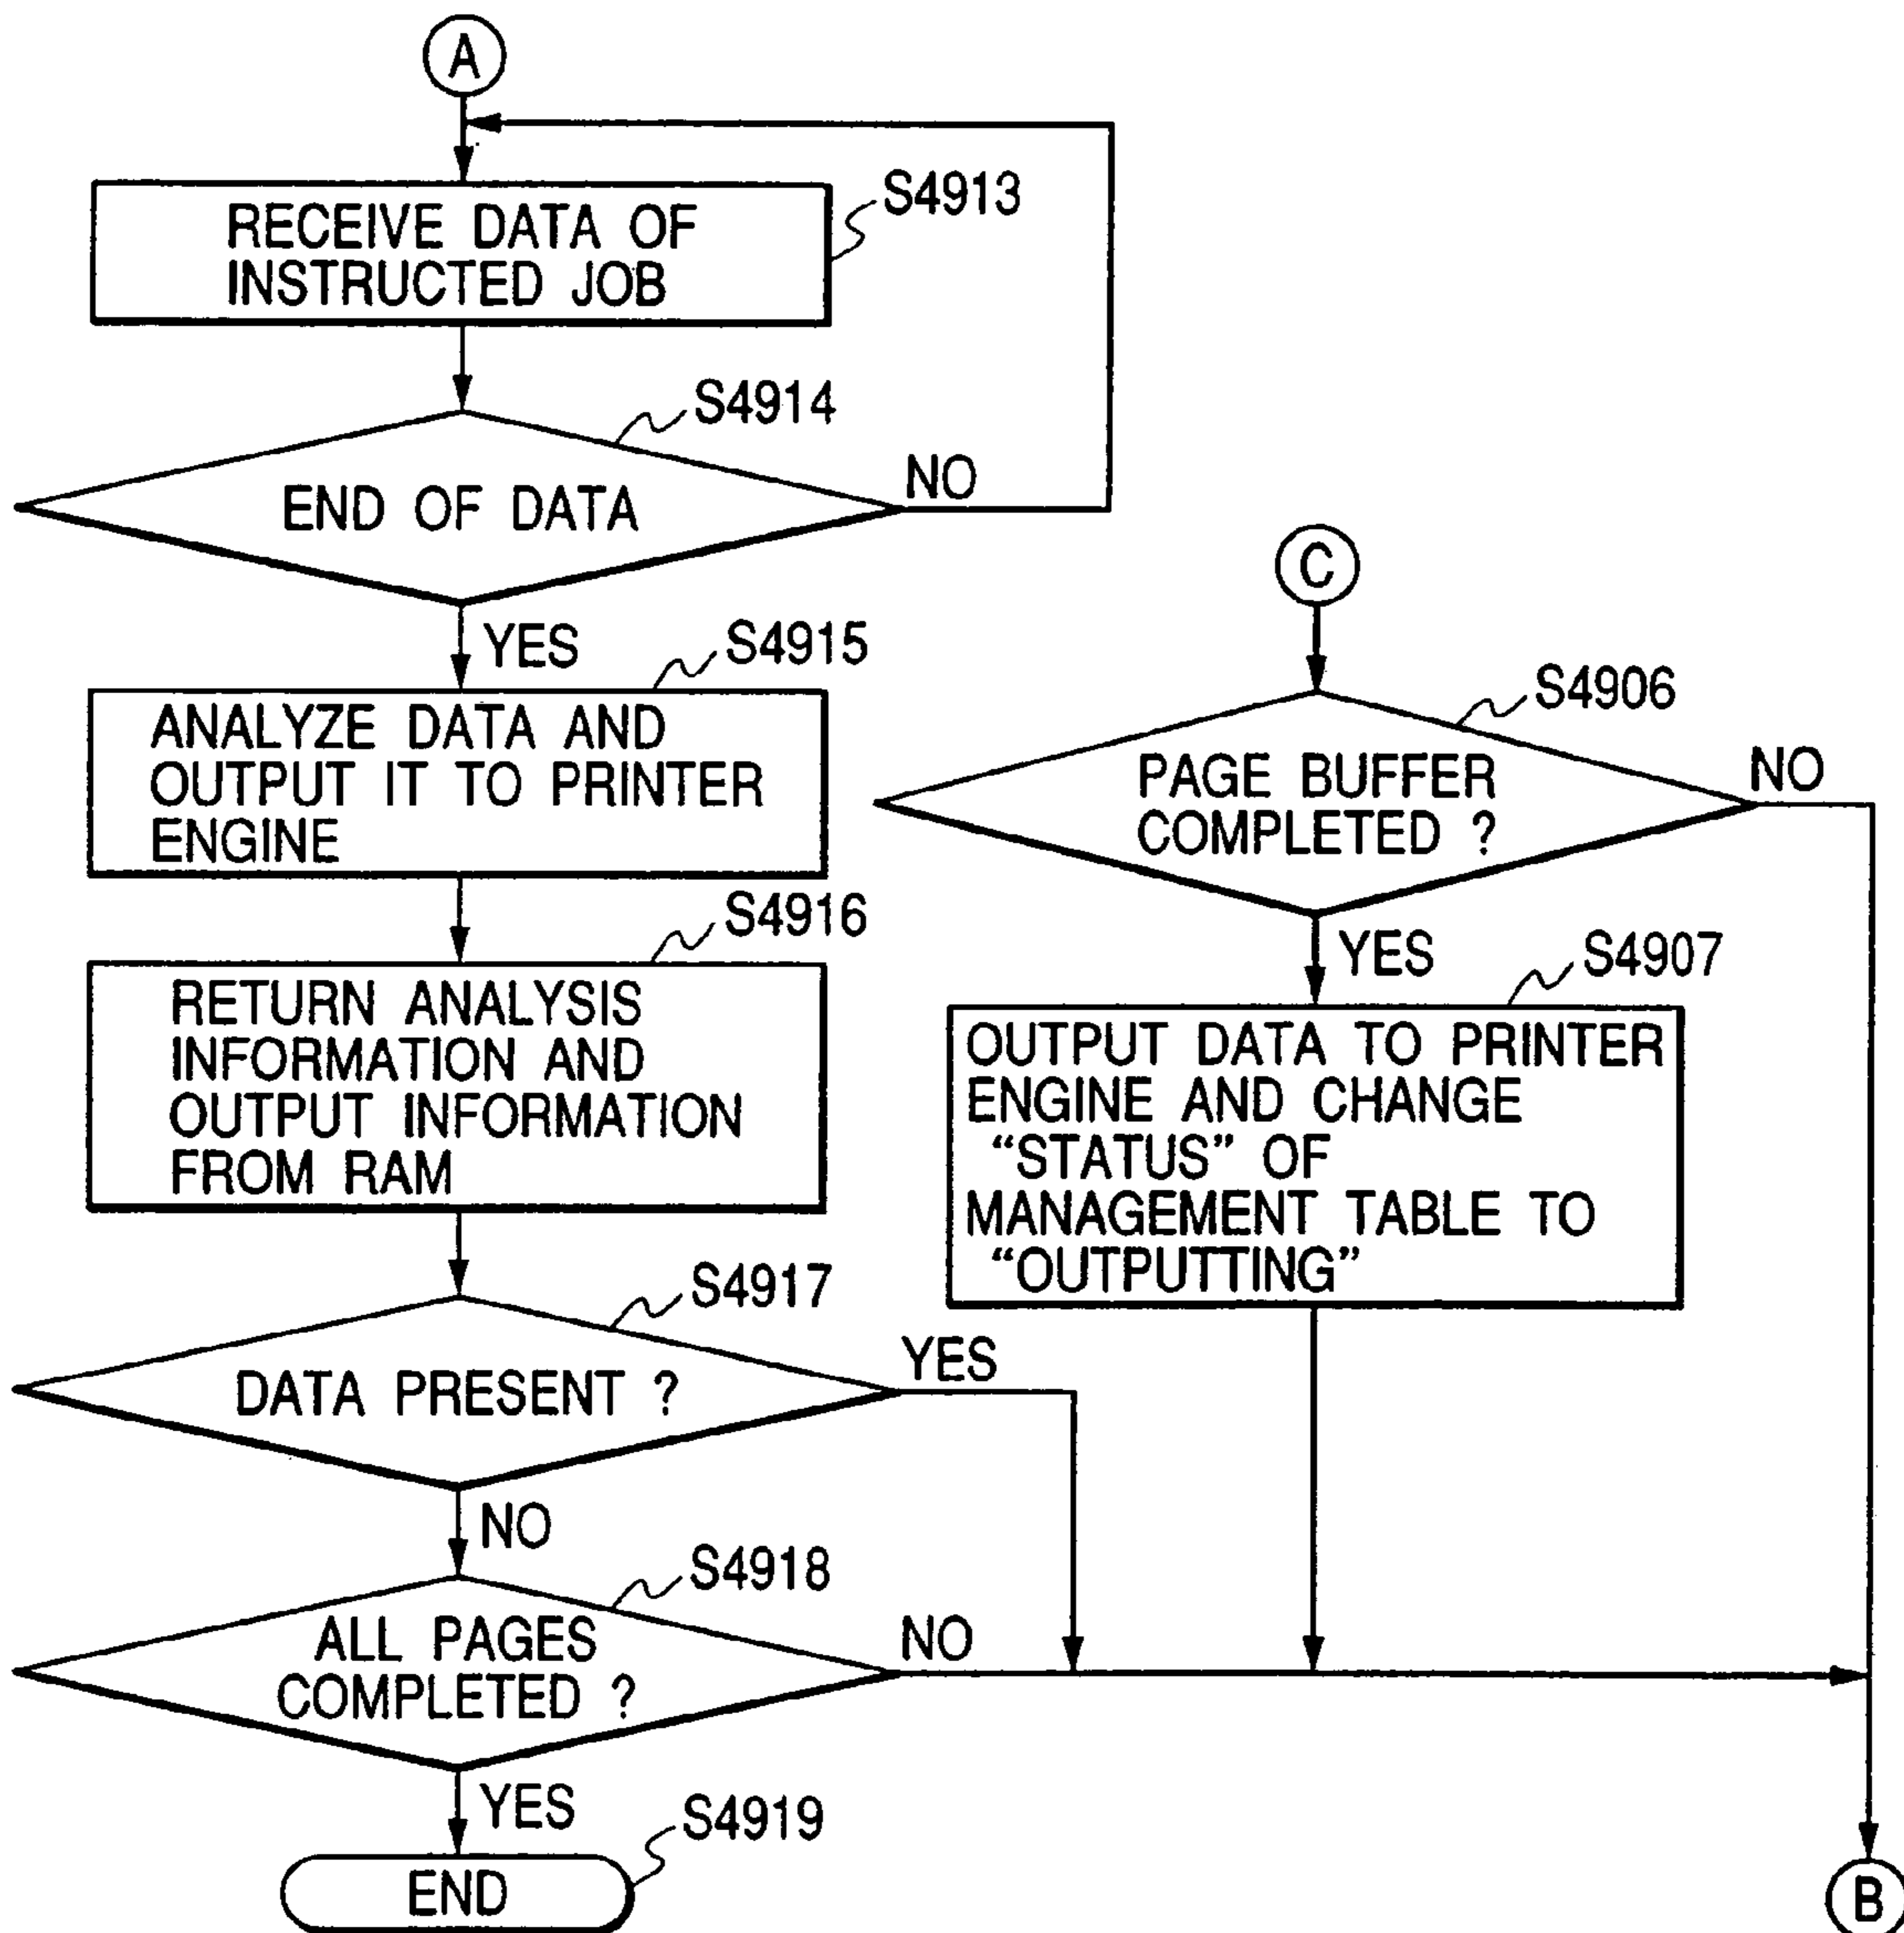 A
RECEIVE DATA OF
INSTRUCTED JOB
S4913
END OF DATA
S4914
NO
YES
ANALYZE DATA AND
OUTPUT IT TO PRINTER
ENGINE
S4915
RETURN ANALYSIS
INFORMATION AND
OUTPUT INFORMATION
FROM RAM
S4916
DATA PRESENT ?
S4917
YES
NO
ALL PAGES
COMPLETED ?
S4918
NO
YES
END
S4919
C
PAGE BUFFER
COMPLETED ?
S4906
NO
YES
OUTPUT DATA TO PRINTER
ENGINE AND CHANGE
“STATUS” OF
MANAGEMENT TABLE TO
“OUTPUTTING”
S4907
B